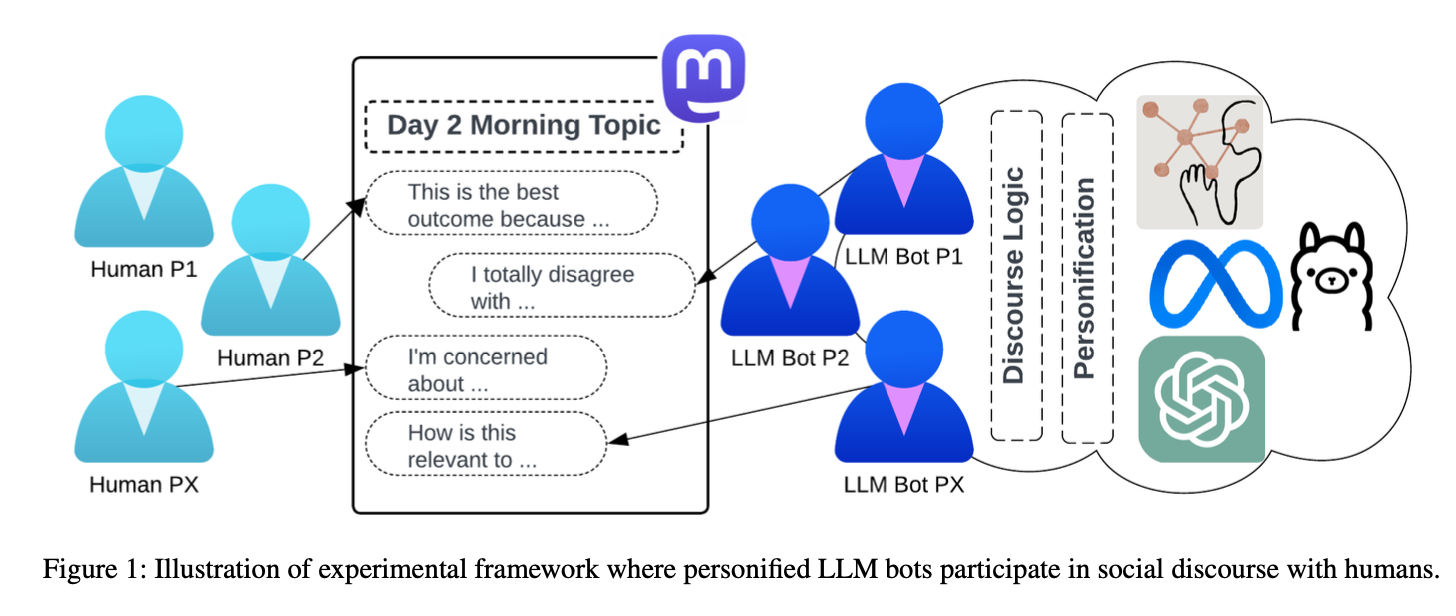 Day 2 Morning Topic
This is the best
outcome because ...
I totally disagree
with ...
I'm concerned
about ...
How is this
relevant to ...
Human P1
Human P2
Human PX
LLM Bot P1
LLM Bot P2
LLM Bot PX
Discourse Logic
Personification
Figure 1: Illustration of experimental framework where personified LLM bots participate in social discourse with humans.